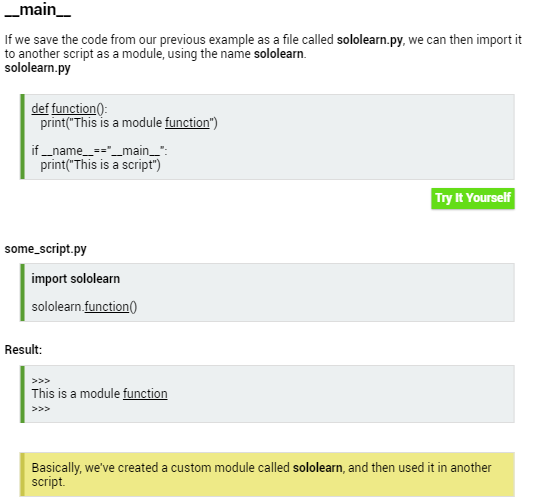 __main__
If we save the code from our previous example as a file called sololearn.py, we can then import it
to another script as a module, using the name sololearn.
sololearn.py
def function():
print("This is a module function")
if __name__=="__main__":
print("This is a script")
Try It Yourself
some_script.py
import sololearn
sololearn.function()
Result:
>>>
This is a module function
>>>
Basically, we've created a custom module called sololearn, and then used it in another
script.